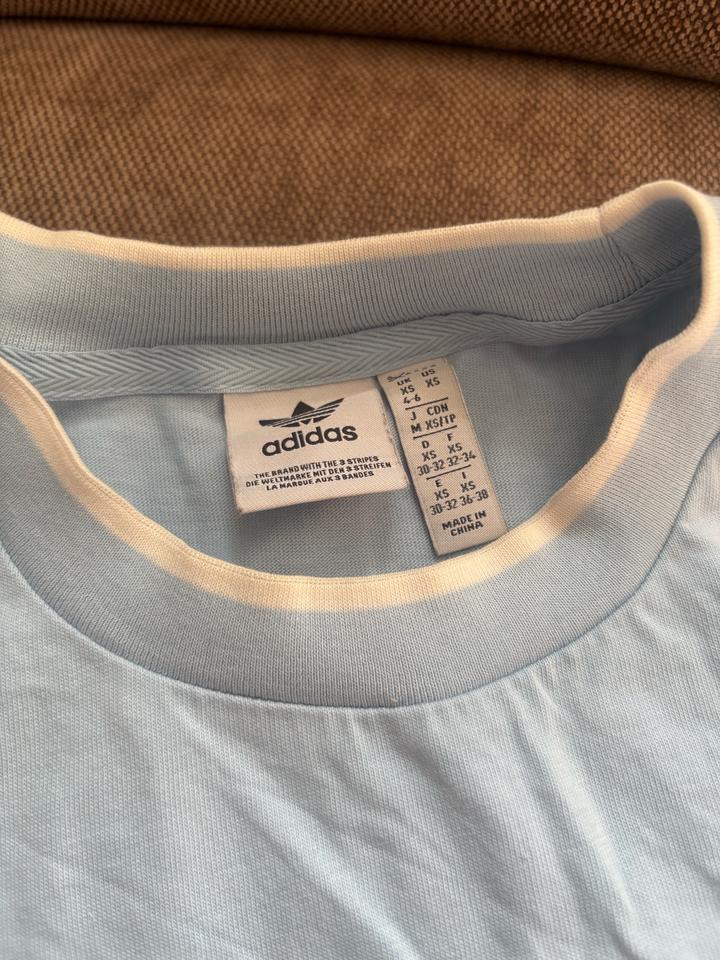 adidas
THE BRAND WITH THE 3 STRIPES
DIE WELTMARKE MIT DEN 3 STREIFEN
LA MARQUE AUX 3 BANDES
UK US
XS XS
4-6
J CDN
M XS/TP
D F
XS XS
30-32 32-34
E I
XS XS
30-32 36-38
MADE IN
CHINA